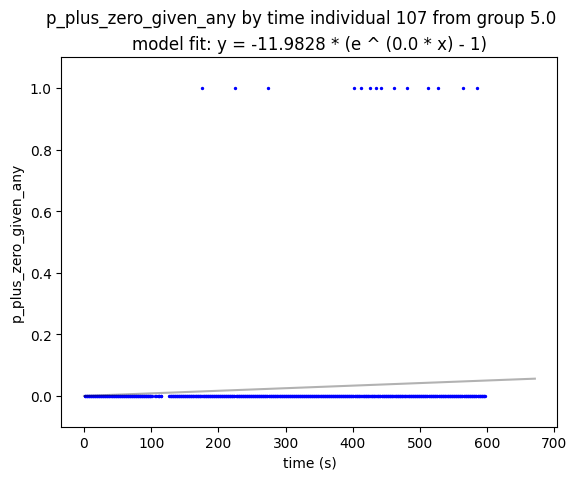 p_plus_zero_given_any by time individual 107 from group 5.0
model fit: y = -11.9828 * (e ^ (0.0 * x) - 1)
1.0
0.8
0.6
0.4
0.2
0.0
p_plus_zero_given_any
0 100 200 300 400 500 600 700
time (s)